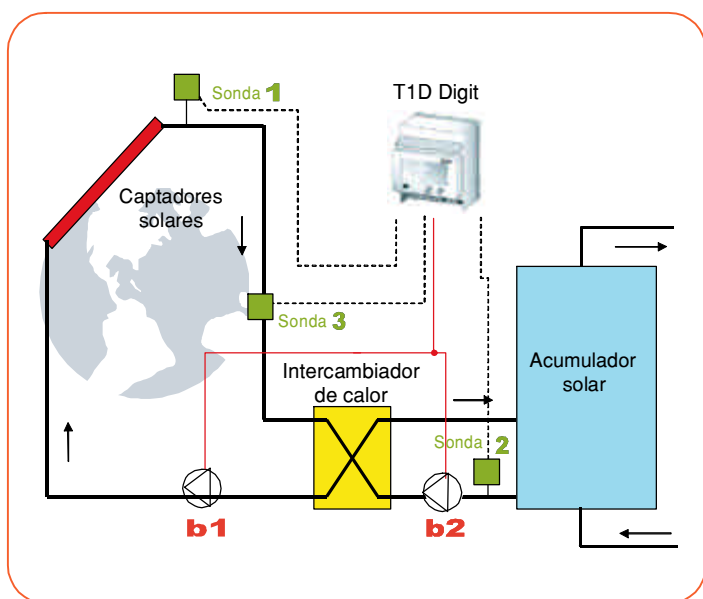 Sonda 1
T1D Digit
Captadores
solares
Sonda 3
Intercambiador
de calor
Acumulador
solar
Sonda 2
b1
b2